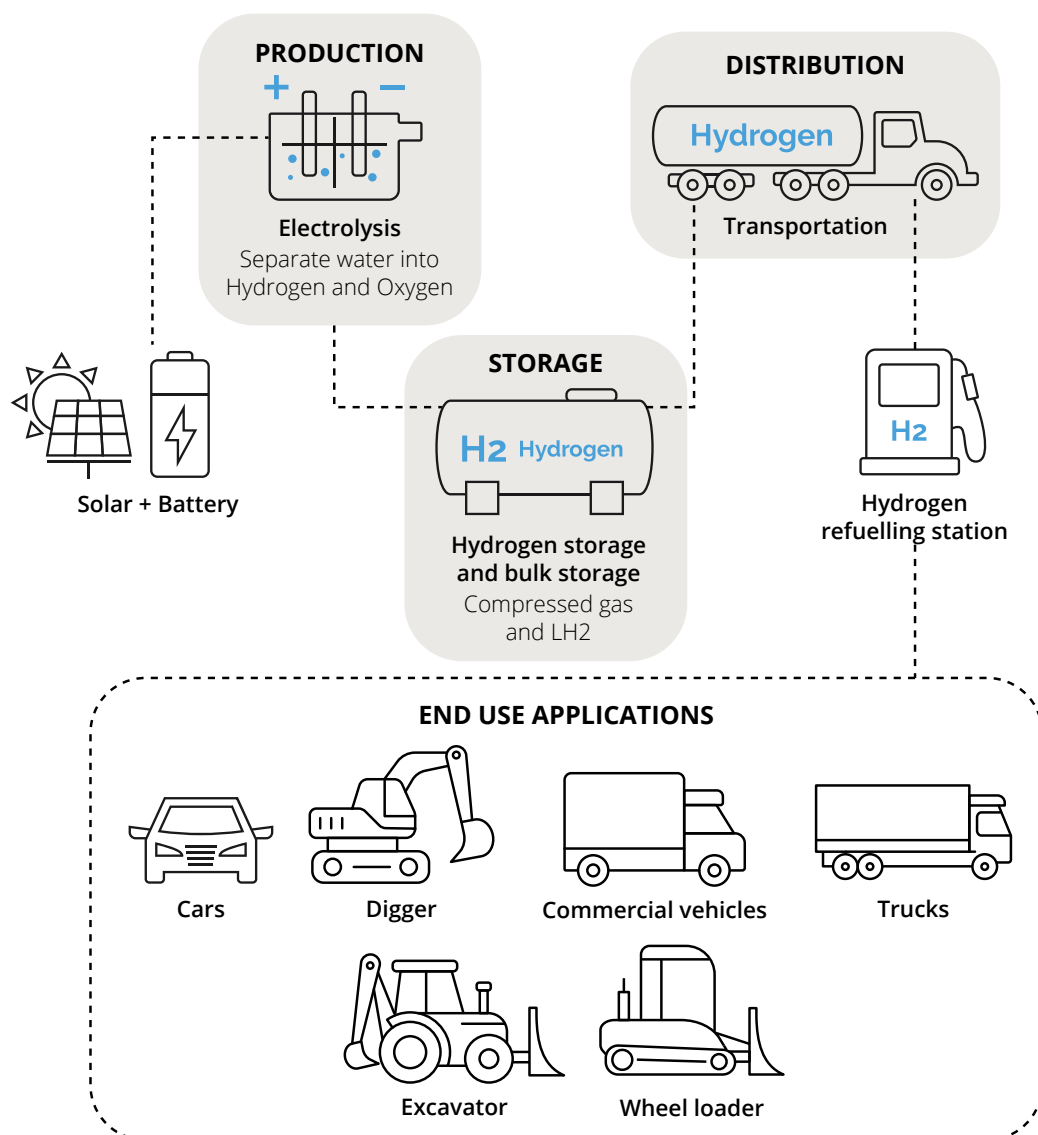 PRODUCTION
+ −
Electrolysis
Separate water into
Hydrogen and Oxygen
DISTRIBUTION
Hydrogen
Transportation
Solar + Battery
STORAGE
H2 Hydrogen
Hydrogen storage
and bulk storage
Compressed gas
and LH2
H2
Hydrogen
refuelling station
END USE APPLICATIONS
Cars
Digger
Commercial vehicles
Trucks
Excavator
Wheel loader